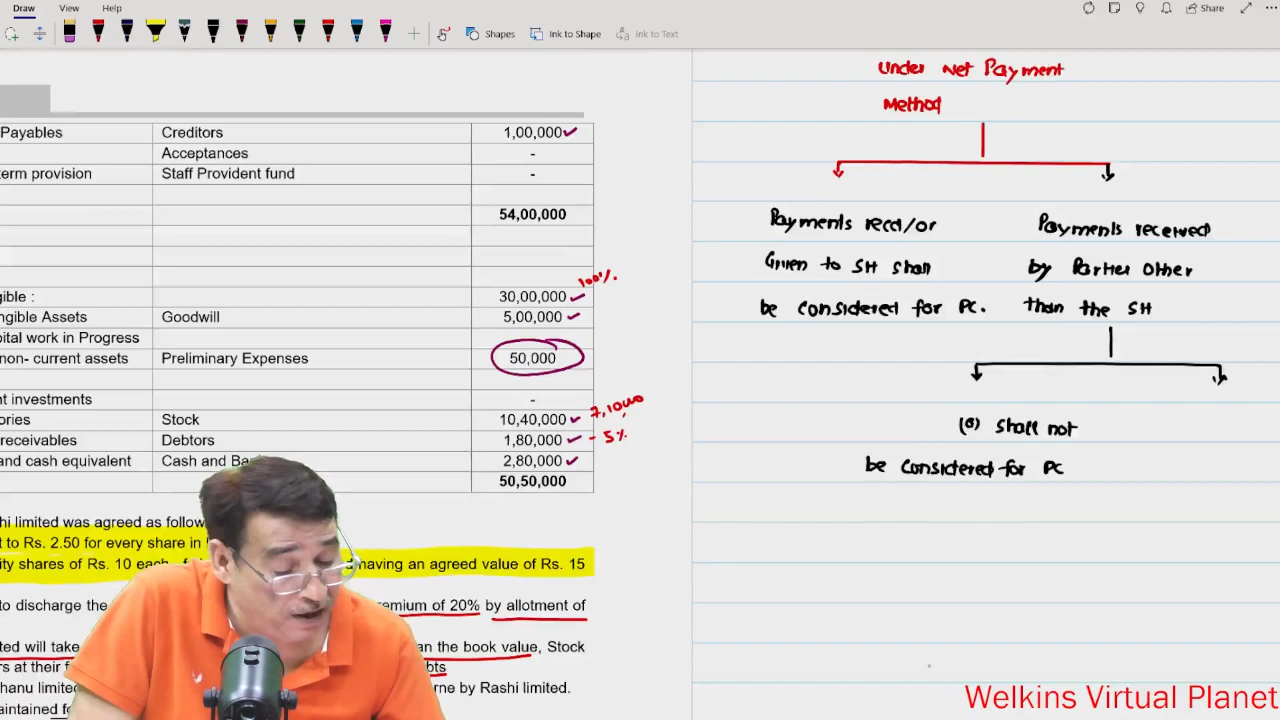 Draw View Help
Share
Shapes Ink to Shape Ink to Text
Payables Creditors 1,00,000
Acceptances -
term provision Staff Provident fund -
54,00,000
100%
gible : 30,00,000
ngible Assets Goodwill 5,00,000
pital work in Progress
non- current assets Preliminary Expenses 50,000
nt investments -
ories Stock 10,40,000
receivables Debtors 1,80,000 - 5%
and cash equivalent Cash and Ba 2,80,000
50,50,000
hi limited was agreed as follow
t to Rs. 2.50 for every share in
ity shares of Rs. 10 each having an agreed value of Rs. 15
to discharge the premium of 20% by allotment of
ted will take an the book value, Stock
rs at their f bts
hanu limited rne by Rashi limited.
aintained fo
Under Net Payment
Method
Payments recd/or
Given to SH shall
be considered for PC.
Payments received
by Parties Other
than the SH
(a) Shall not
be Considered for PC
Welkins Virtual Planet